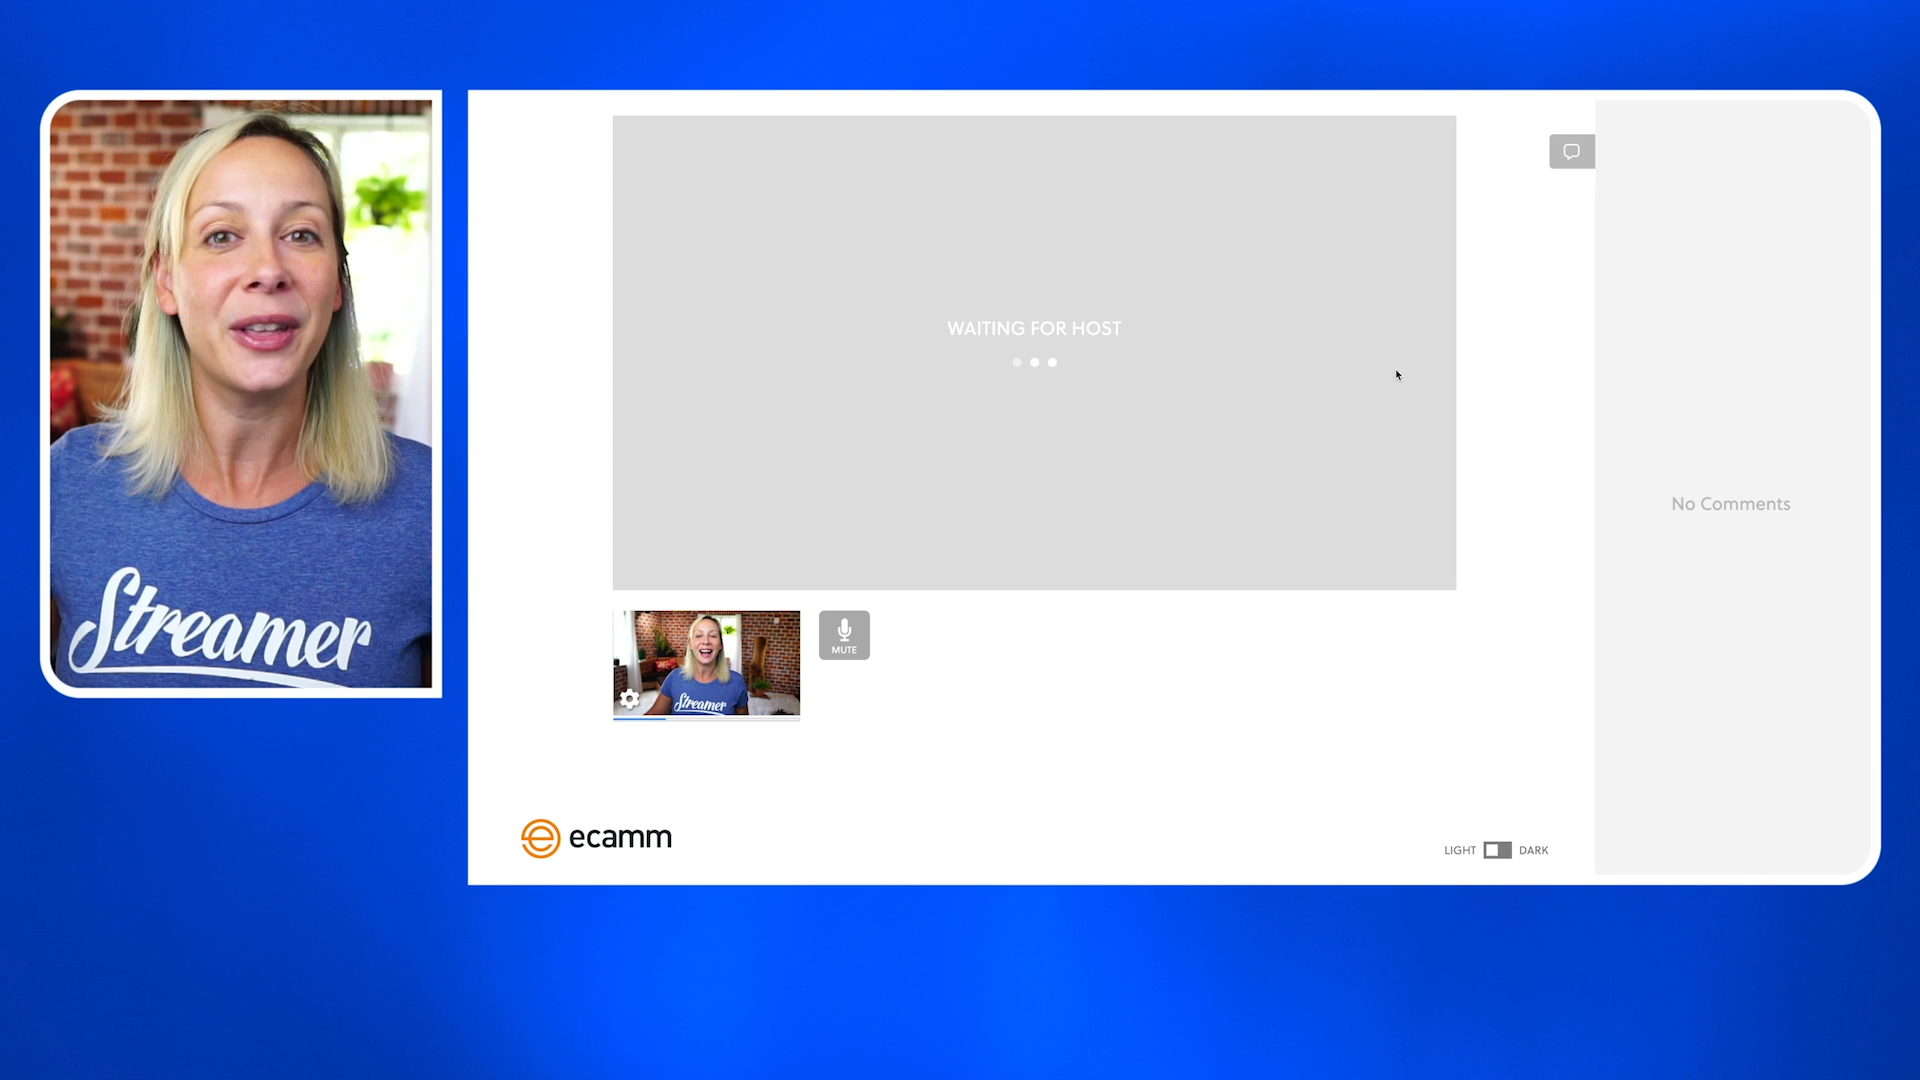 Streamer
WAITING FOR HOST
No Comments
Streamer
MUTE
ecamm
LIGHT
DARK